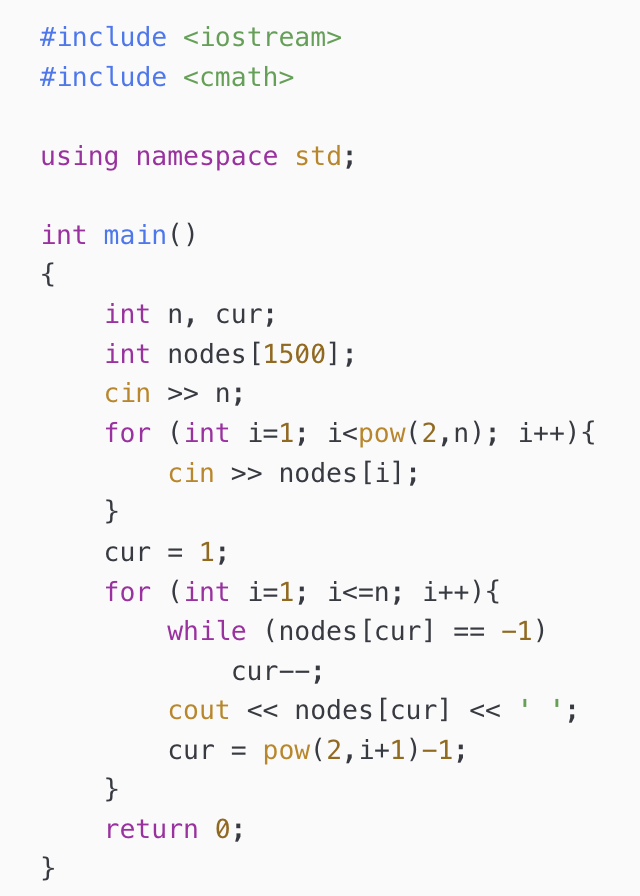 #include <iostream>
#include <cmath>

using namespace std;

int main()
{
    int n, cur;
    int nodes[1500];
    cin >> n;
    for (int i=1; i<pow(2,n); i++){
        cin >> nodes[i];
    }
    cur = 1;
    for (int i=1; i<=n; i++){
        while (nodes[cur] == -1)
            cur--;
        cout << nodes[cur] << ' ';
        cur = pow(2,i+1)-1;
    }
    return 0;
}